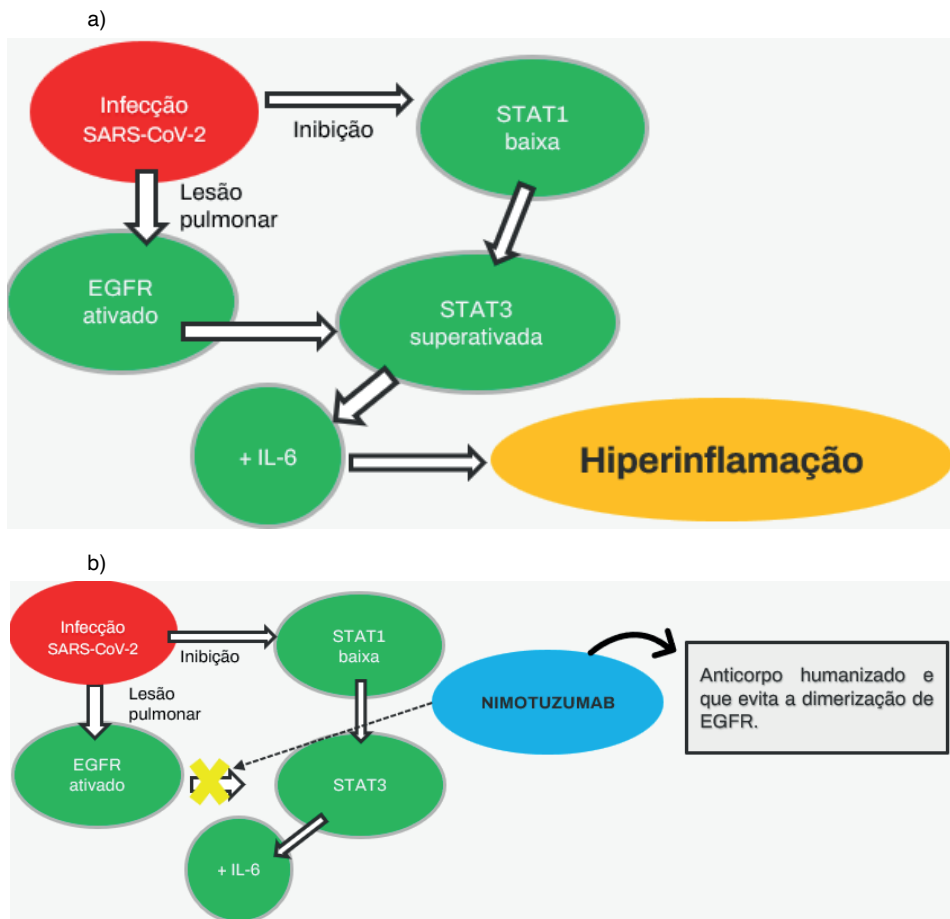 a)
Infecção
SARS-CoV-2
Inibição
STAT1
baixa
Lesão
pulmonar
EGFR
ativado
STAT3
superativada
+ IL-6
Hiperinflamação
b)
Infecção
SARS-CoV-2
Inibição
STAT1
baixa
Lesão
pulmonar
NIMOTUZUMAB
Anticorpo humanizado e
que evita a dimerização de
EGFR.
EGFR
ativado
STAT3
+ IL-6